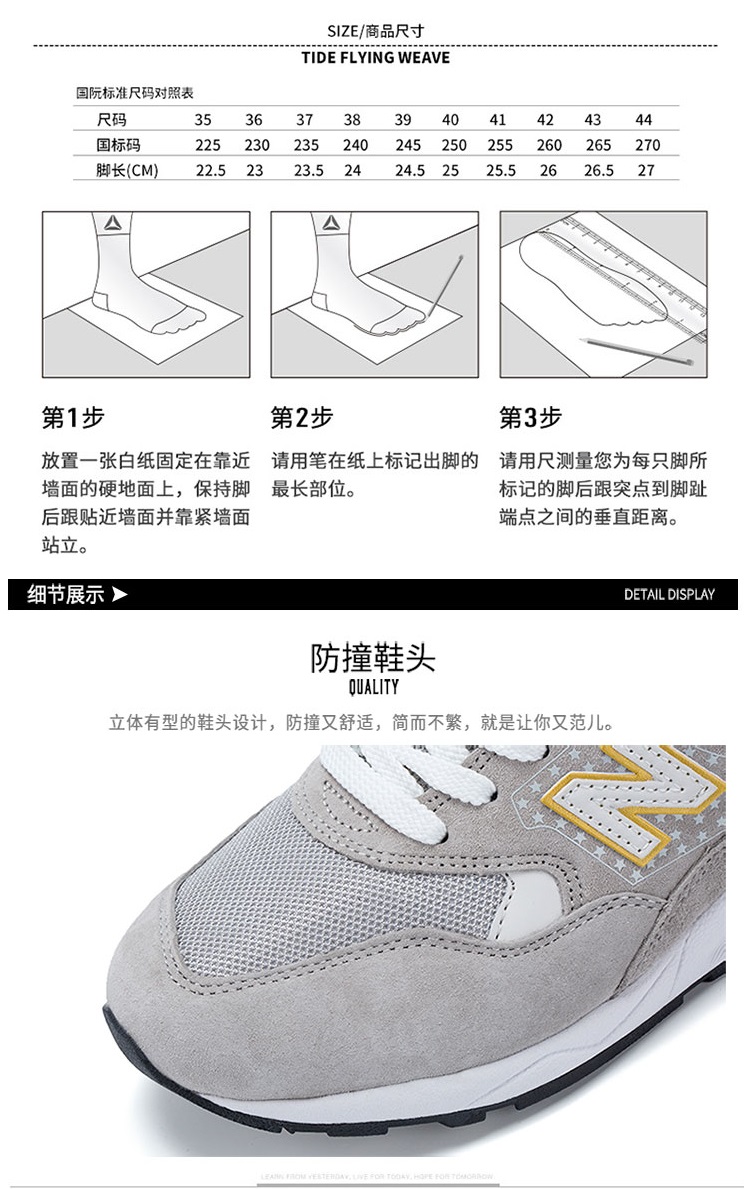 SIZE/商品尺寸
TIDE FLYING WEAVE
国际标准尺码对照表
尺码 35 36 37 38 39 40 41 42 43 44
国标码 225 230 235 240 245 250 255 260 265 270
脚长(CM) 22.5 23 23.5 24 24.5 25 25.5 26 26.5 27
第1步
放置一张白纸固定在靠近
墙面的硬地面上，保持脚
后跟贴近墙面并靠紧墙面
站立。
第2步
请用笔在纸上标记出脚的
最长部位。
第3步
请用尺测量您为每只脚所
标记的脚后跟突点到脚趾
端点之间的垂直距离。
细节展示
DETAIL DISPLAY
防撞鞋头
QUALITY
立体有型的鞋头设计，防撞又舒适，简而不繁，就是让你又范儿。
N
LEARN FROM YESTERDAY, LIVE FOR TODAY, HOPE FOR TOMORROW